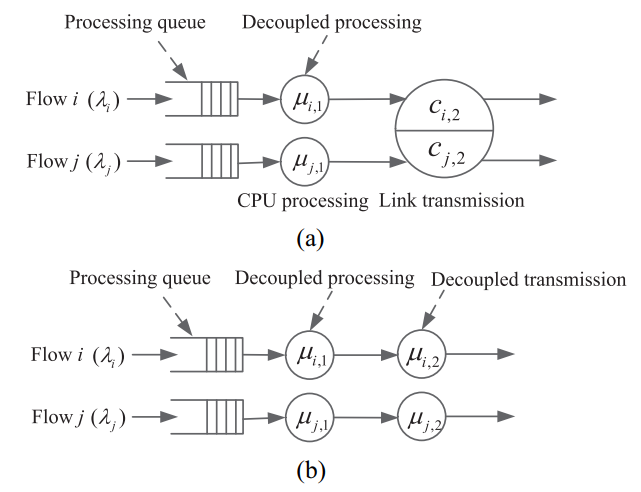 Processing queue Decoupled processing
Flow i (λi) μi,1 Ci,2
Flow j (λj) μj,1 Cj,2
CPU processing Link transmission
(a)
Processing queue Decoupled processing Decoupled transmission
Flow i (λi) μi,1 μi,2
Flow j (λj) μj,1 μj,2
(b)